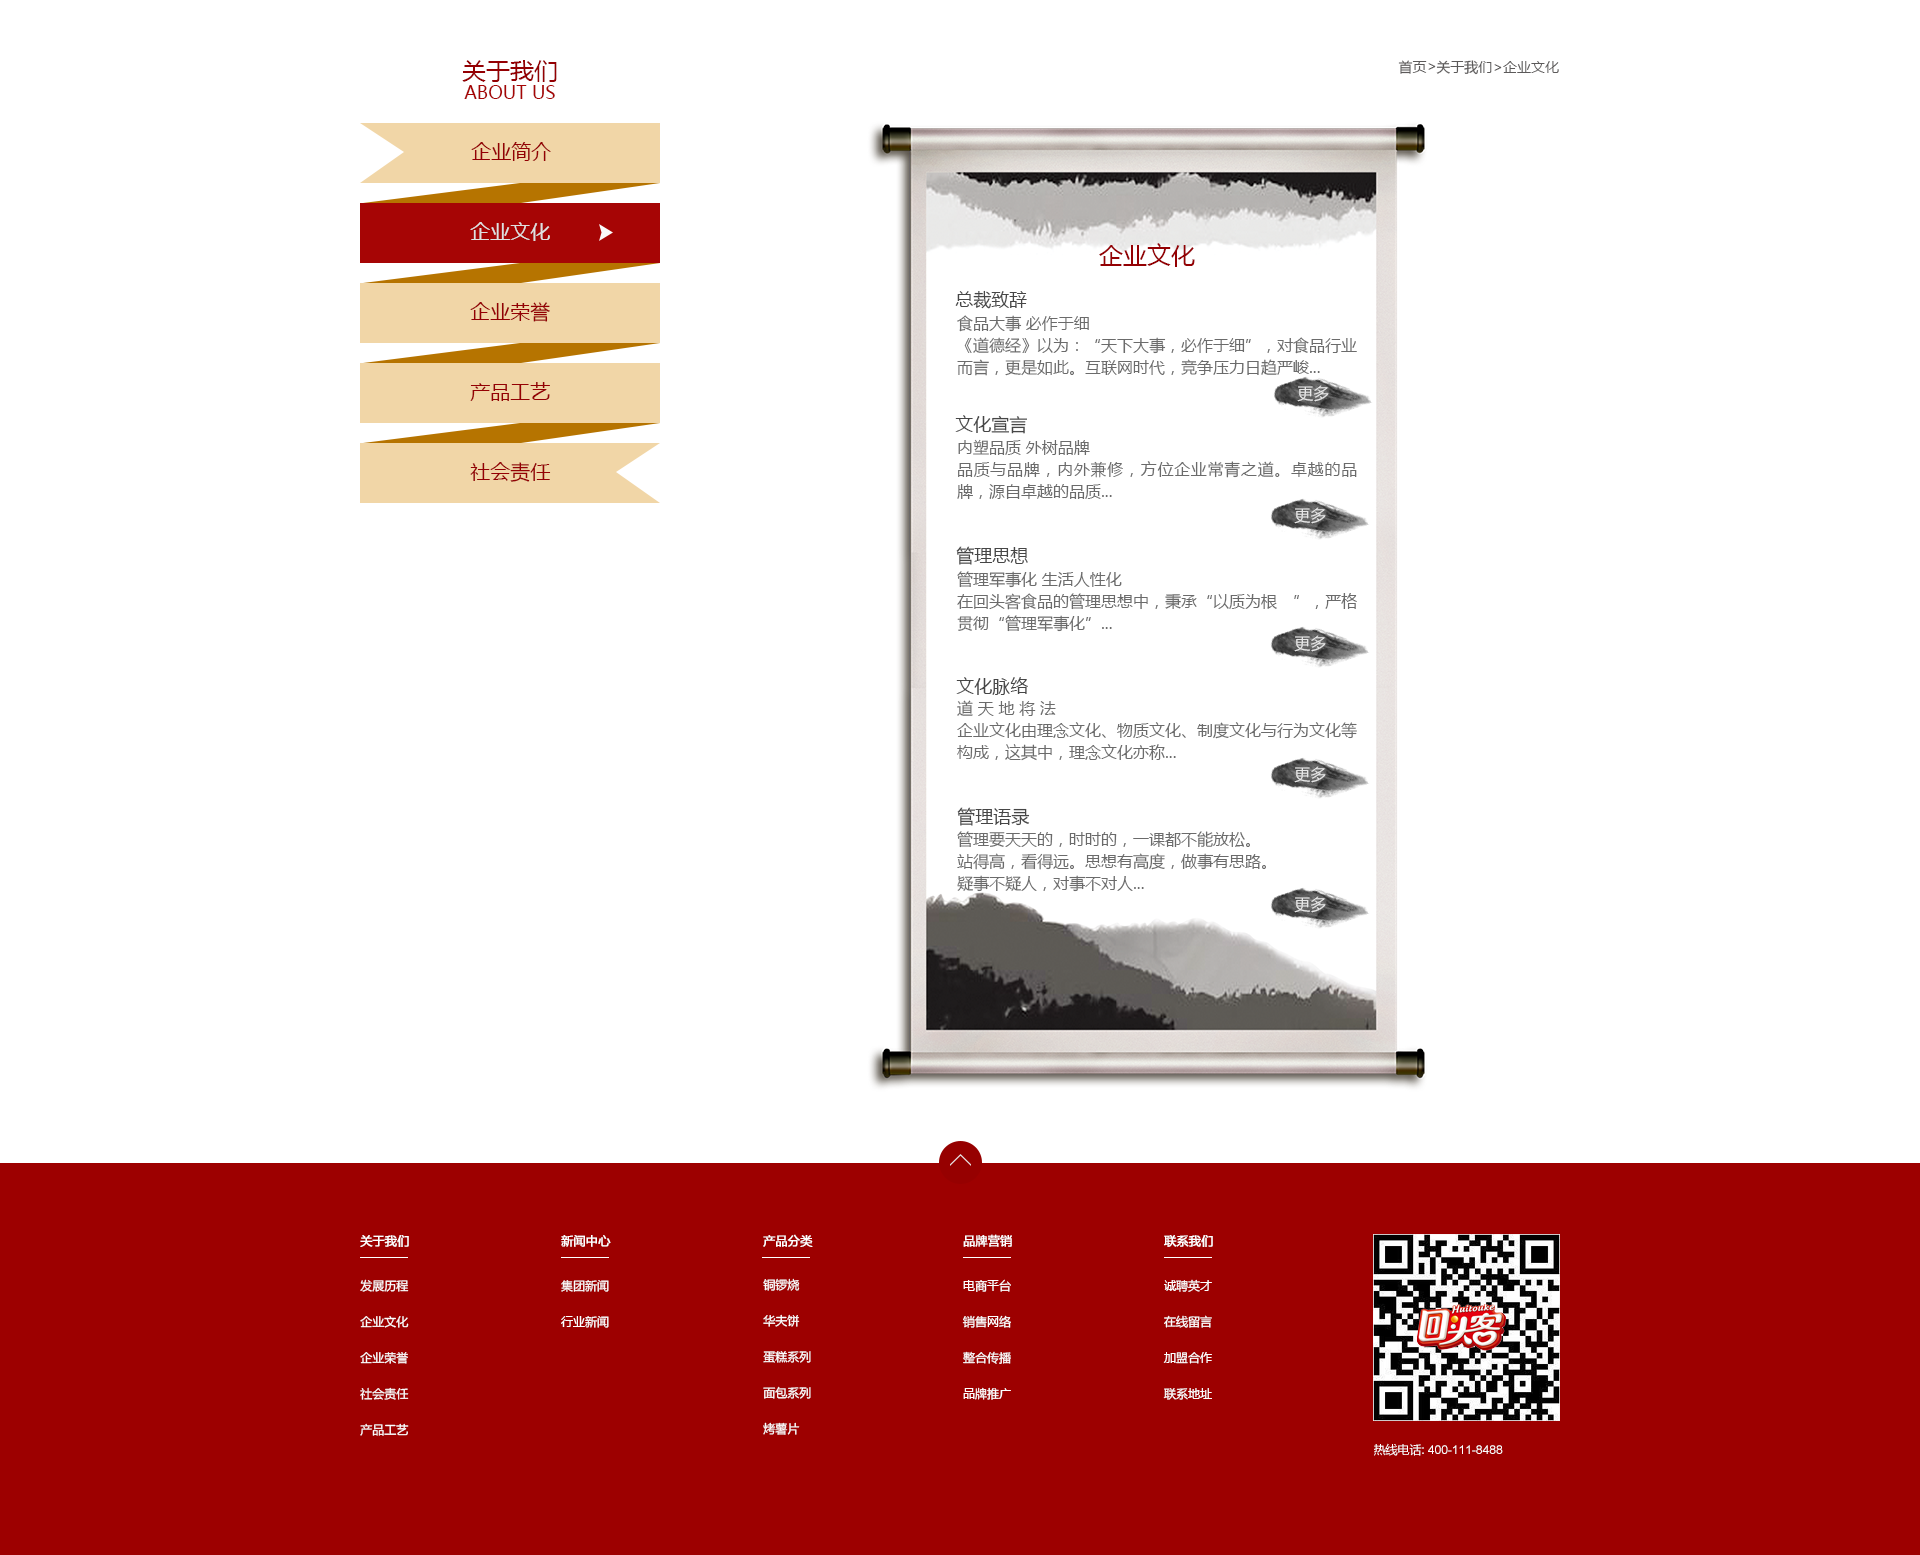 关于我们
ABOUT US
首页>关于我们>企业文化
企业简介
企业文化
企业荣誉
产品工艺
社会责任
企业文化
总裁致辞
食品大事 必作于细
《道德经》以为：“天下大事，必作于细”，对食品行业
而言，更是如此。互联网时代，竞争压力日趋严峻...
更多
文化宣言
内塑品质 外树品牌
品质与品牌，内外兼修，方位企业常青之道。卓越的品
牌，源自卓越的品质...
更多
管理思想
管理军事化 生活人性化
在回头客食品的管理思想中，秉承“以质为根　”，严格
贯彻“管理军事化”...
更多
文化脉络
道 天 地 将 法
企业文化由理念文化、物质文化、制度文化与行为文化等
构成，这其中，理念文化亦称...
更多
管理语录
管理要天天的，时时的，一课都不能放松。
站得高，看得远。思想有高度，做事有思路。
疑事不疑人，对事不对人...
更多
关于我们
发展历程
企业文化
企业荣誉
社会责任
产品工艺
新闻中心
集团新闻
行业新闻
产品分类
铜锣烧
华夫饼
蛋糕系列
面包系列
烤薯片
品牌营销
电商平台
销售网络
整合传播
品牌推广
联系我们
诚聘英才
在线留言
加盟合作
联系地址
Huitouke
回头客
热线电话: 400-111-8488